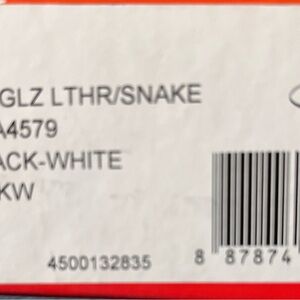 GLZ LTHR/SNAKE
A4579
ACK-WHITE
KW
4500132835
8 87874